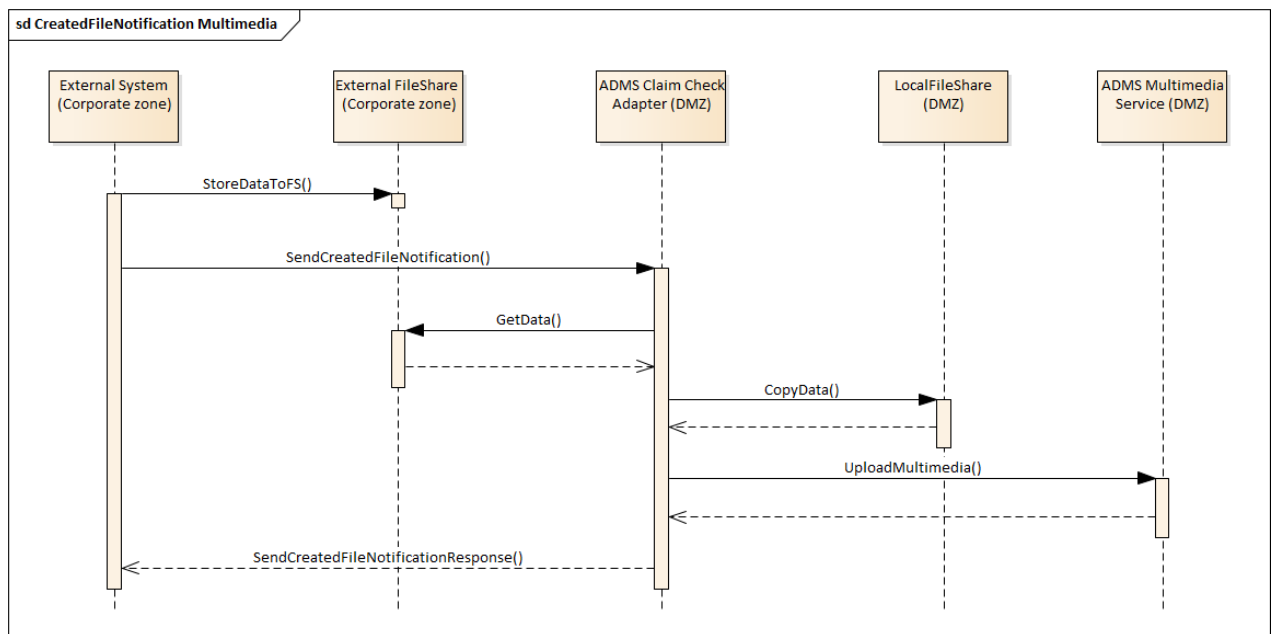 sd CreatedFileNotification Multimedia
External System
(Corporate zone)
External FileShare
(Corporate zone)
ADMS Claim Check
Adapter (DMZ)
LocalFileShare
(DMZ)
ADMS Multimedia
Service (DMZ)
StoreDataToFS()
SendCreatedFileNotification()
GetData()
CopyData()
UploadMultimedia()
SendCreatedFileNotificationResponse()